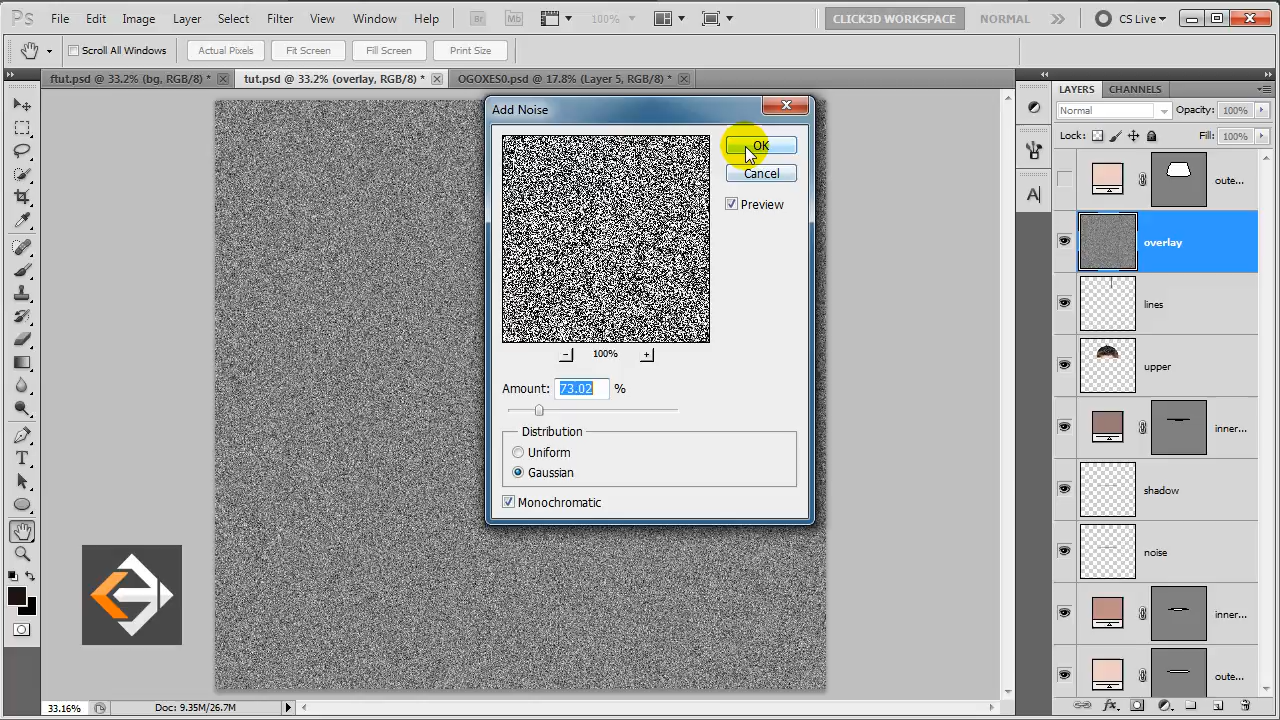 Ps File Edit Image Layer Select Filter View Window Help Br Mb 100% CLICK3D WORKSPACE NORMAL CS Live
Scroll All Windows Actual Pixels Fit Screen Fill Screen Print Size
ftut.psd @ 33.2% (bg, RGB/8) * tut.psd @ 33.2% (overlay, RGB/8) * OGOXES0.psd @ 17.8% (Layer 5, RGB/8) *
LAYERS CHANNELS
Normal Opacity: 100%
Lock: Fill: 100%
Add Noise
OK
Cancel
Preview
100%
Amount: 73.02 %
Distribution
Uniform
Gaussian
Monochromatic
oute...
overlay
lines
upper
inner...
shadow
noise
inner...
oute...
33.16% Doc: 9.35M/26.7M